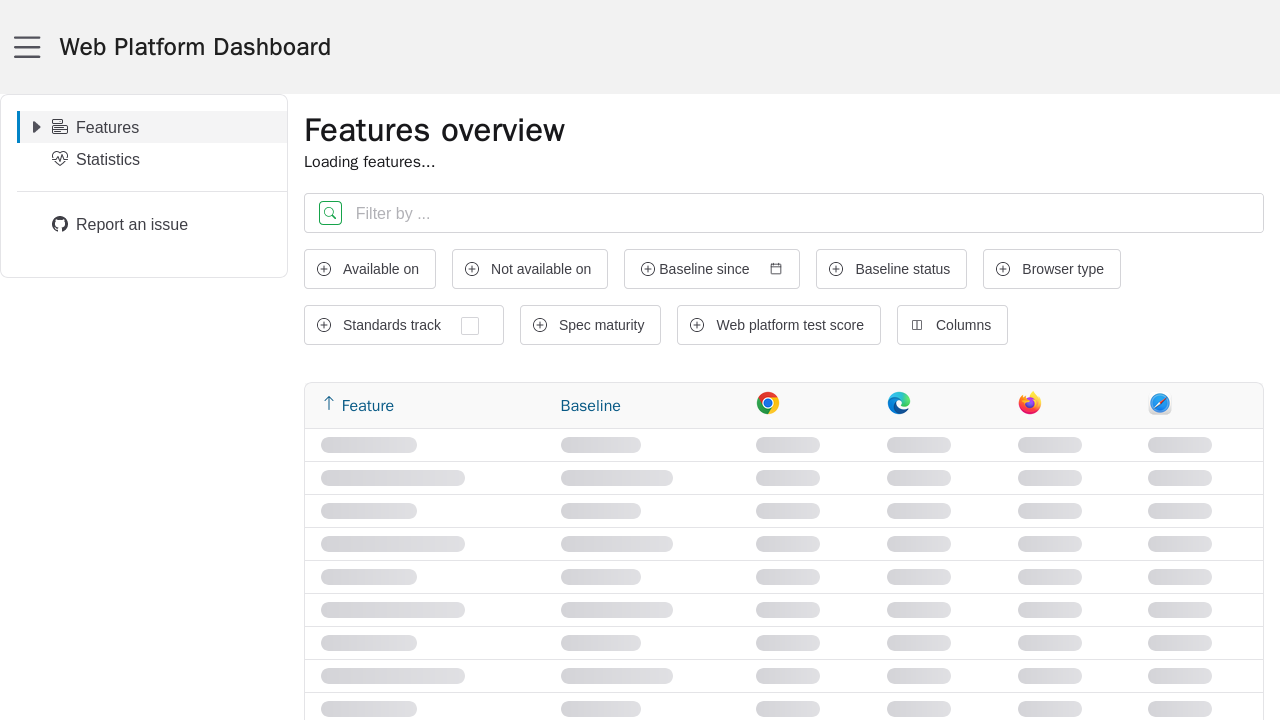 Web Platform Dashboard
Features
Statistics
Report an issue
Features overview
Loading features...
Filter by ...
Available on
Not available on
Baseline since
Baseline status
Browser type
Standards track
Spec maturity
Web platform test score
Columns
Feature
Baseline